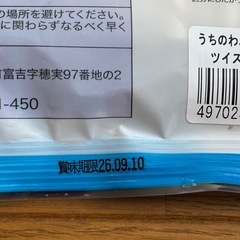 の場所を避けてください。
に関わらずなるべく早く
町富吉字穂実97番地の2
-450
うちのわ
ツイス
49702
賞味期限26.09.10